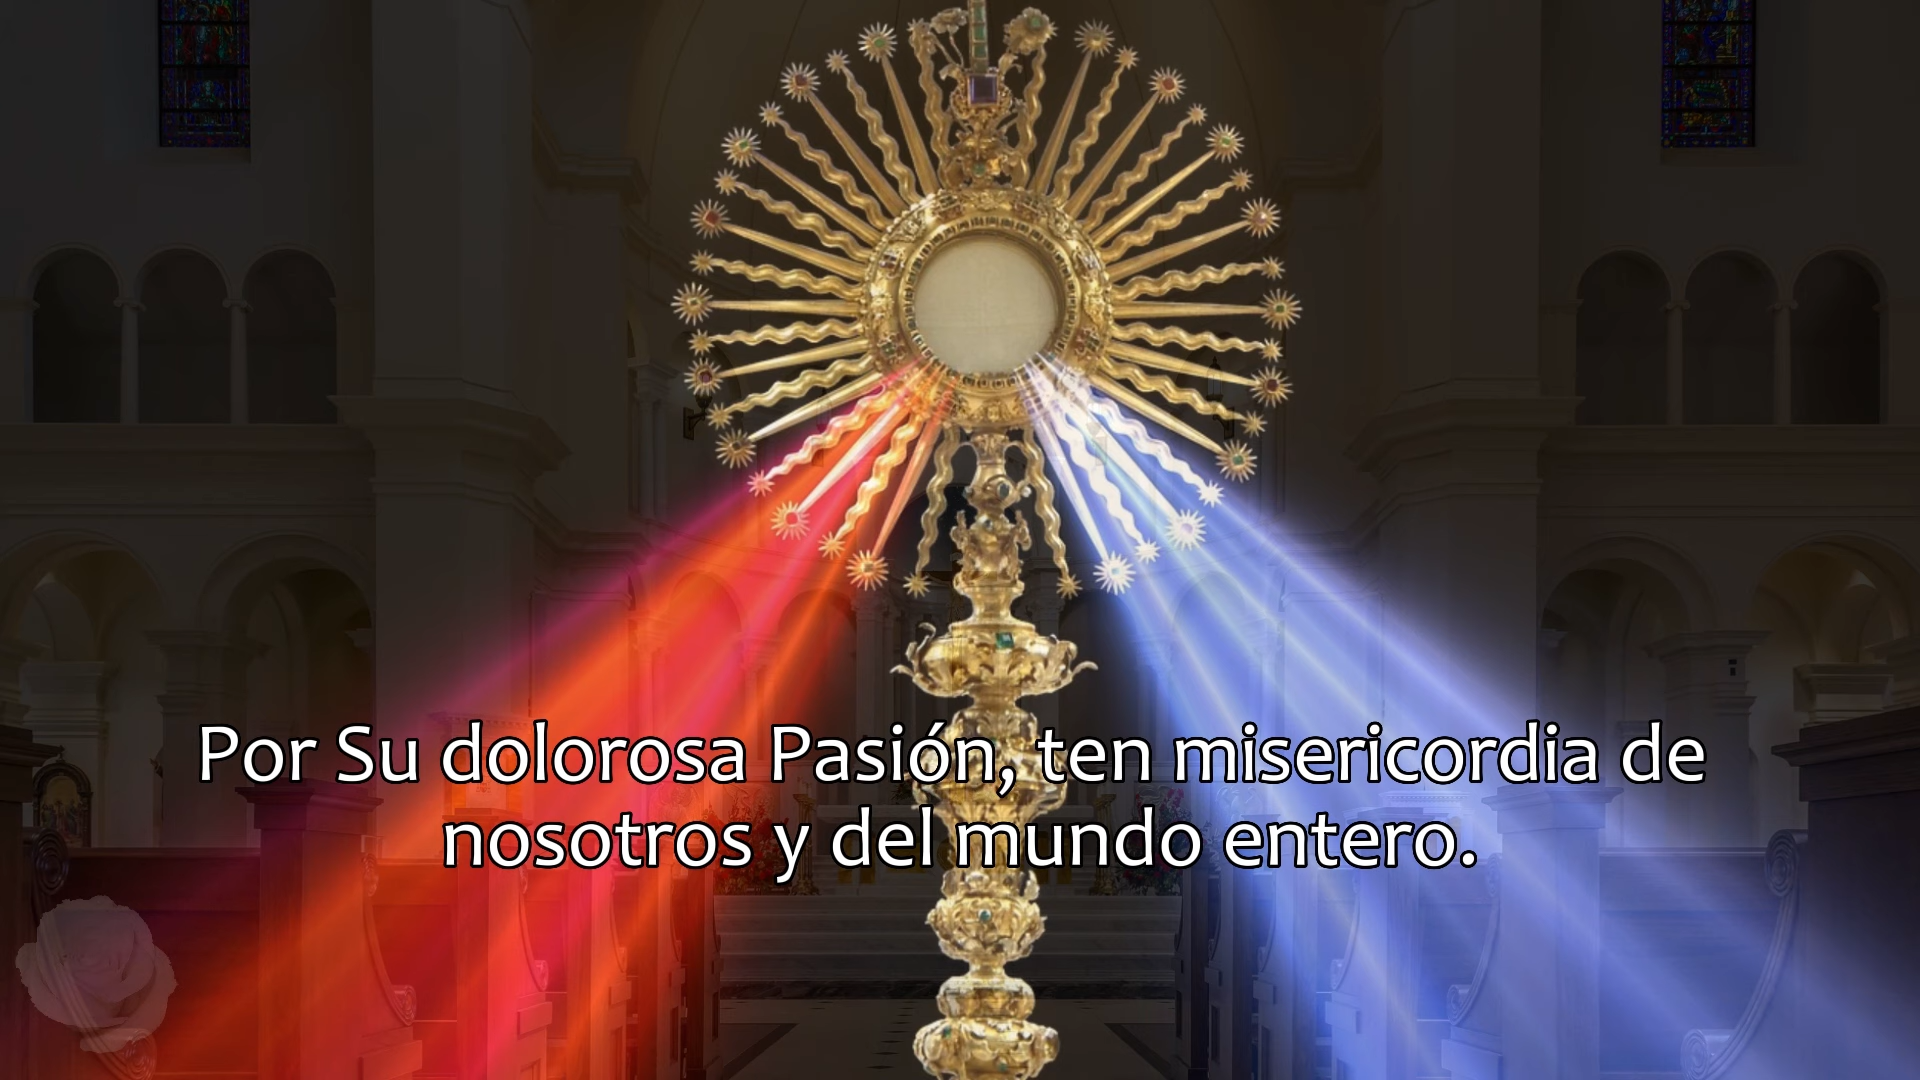 Por Su dolorosa Pasión, ten misericordia de
nosotros y del mundo entero.